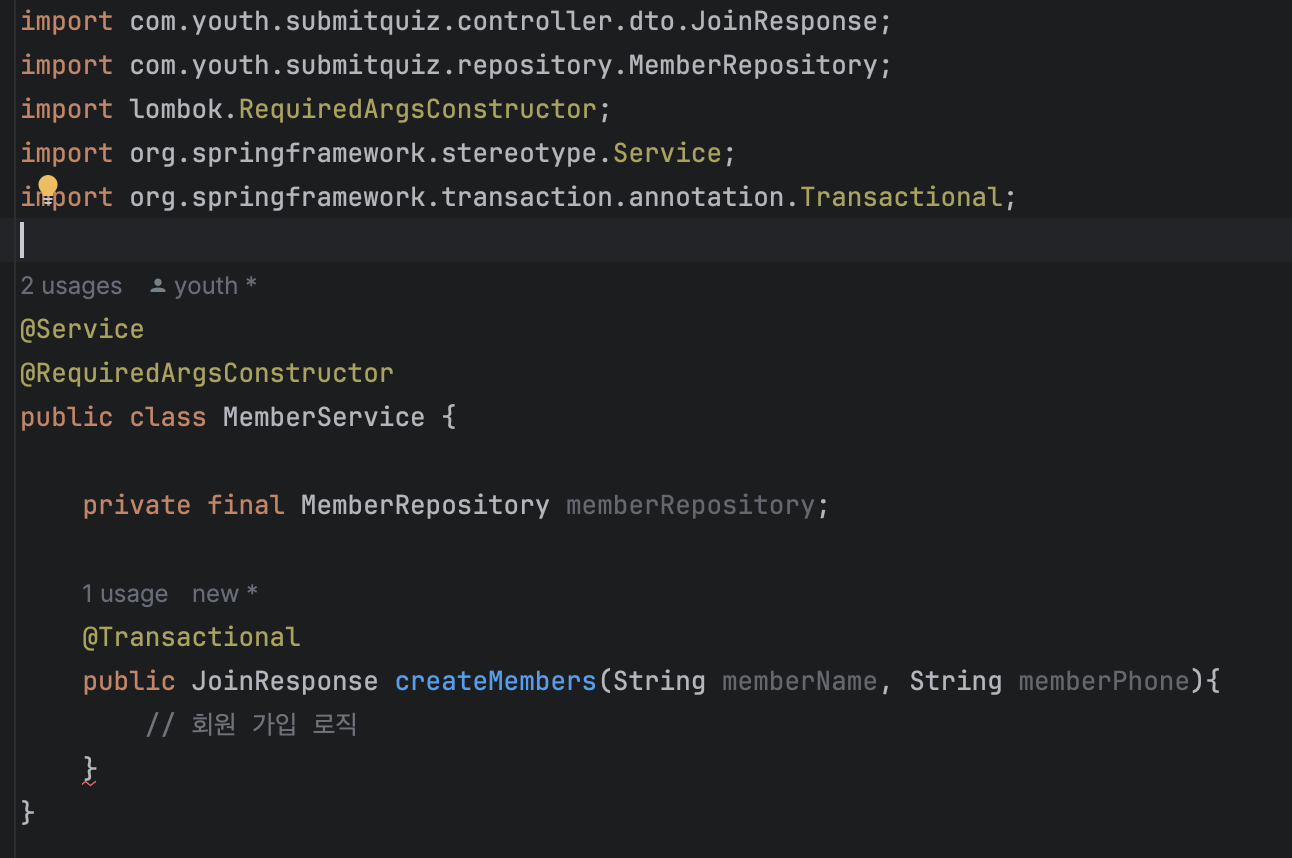 import com.youth.submitquiz.controller.dto.JoinResponse;
import com.youth.submitquiz.repository.MemberRepository;
import lombok.RequiredArgsConstructor;
import org.springframework.stereotype.Service;
import org.springframework.transaction.annotation.Transactional;
2 usages youth *
@Service
@RequiredArgsConstructor
public class MemberService {
private final MemberRepository memberRepository;
1 usage new *
@Transactional
public JoinResponse createMembers(String memberName, String memberPhone){
// 회원 가입 로직
}
}